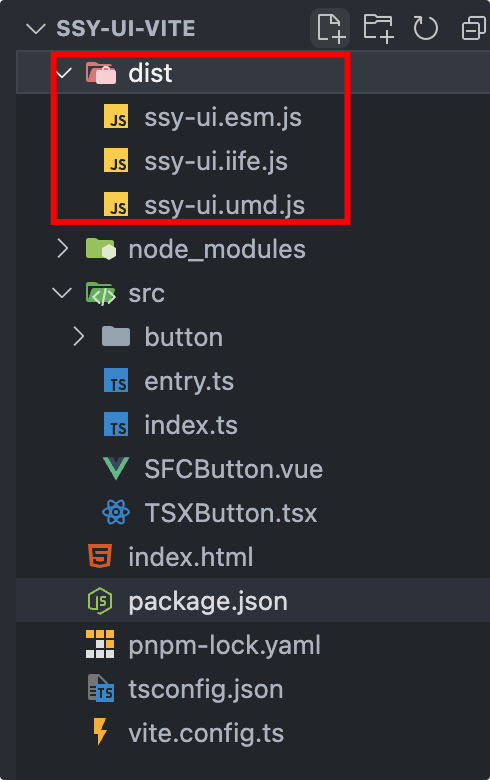 SSY-UI-VITE
dist
JS ssy-ui.esm.js
JS ssy-ui.iife.js
JS ssy-ui.umd.js
node_modules
src
button
TS entry.ts
TS index.ts
SFCButton.vue
TSXButton.tsx
index.html
JS package.json
pnpm-lock.yaml
TS tsconfig.json
vite.config.ts